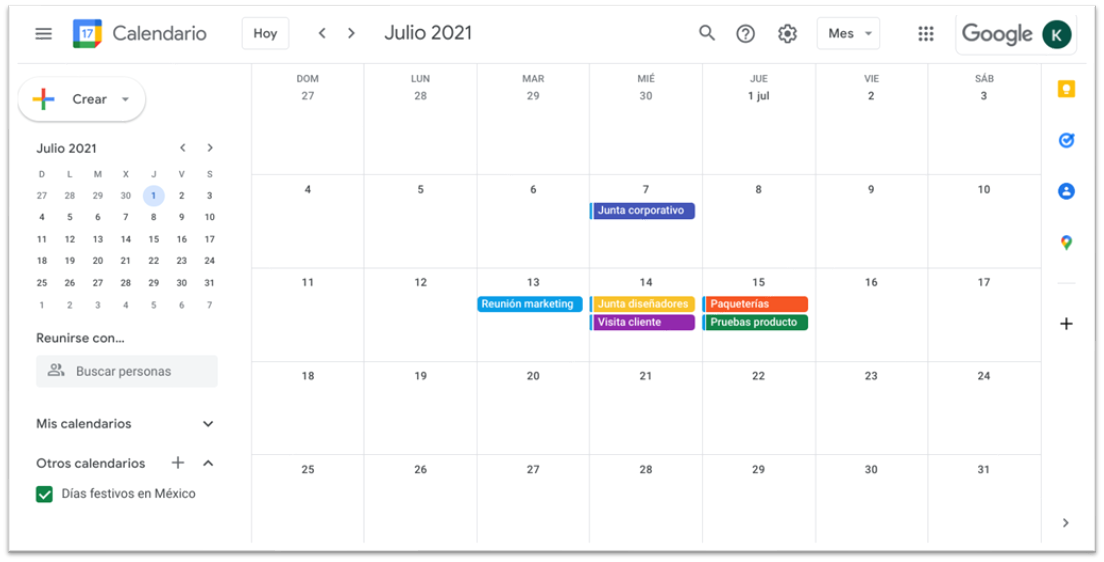 17 Calendario Hoy Julio 2021 Mes Google K
Crear
Julio 2021
D L M X J V S
27 28 29 30 1 2 3
4 5 6 7 8 9 10
11 12 13 14 15 16 17
18 19 20 21 22 23 24
25 26 27 28 29 30 31
1 2 3 4 5 6 7
Reunirse con...
Buscar personas
Mis calendarios
Otros calendarios
Días festivos en México
DOM LUN MAR MIÉ JUE VIE SÁB
27 28 29 30 1 jul 2 3
4 5 6 7 8 9 10
Junta corporativo
11 12 13 14 15 16 17
Reunión marketing Junta diseñadores Paqueterías
Visita cliente Pruebas producto
18 19 20 21 22 23 24
25 26 27 28 29 30 31